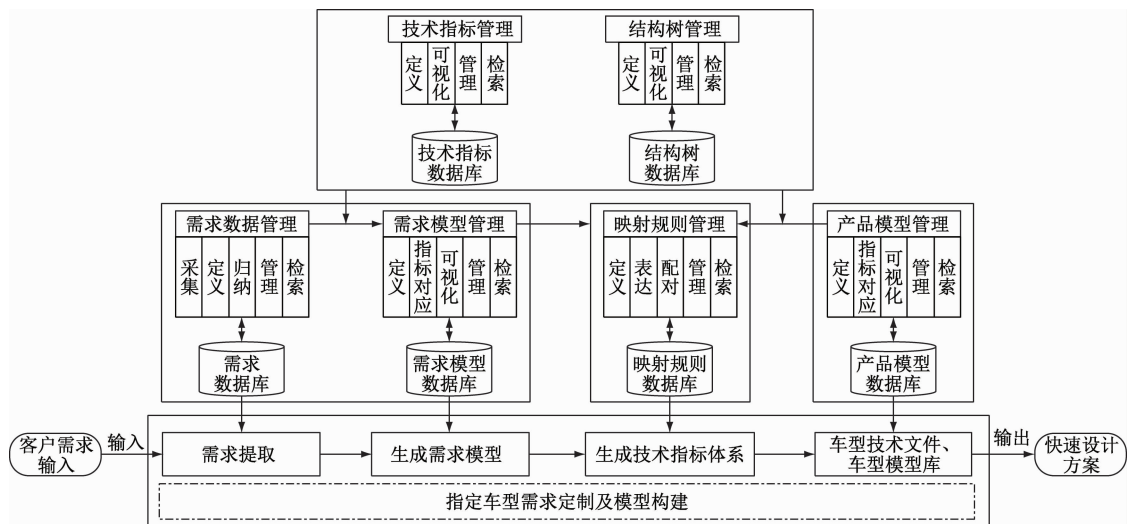 技术指标管理
定义
可视化
管理
检索
技术指标
数据库
结构树管理
定义
可视化
管理
检索
结构树
数据库
需求数据管理
采集
定义
归纳
管理
检索
需求
数据库
需求模型管理
定义
指标对应
可视化
管理
检索
需求模型
数据库
映射规则管理
定义
表达
配对
管理
检索
映射规则
数据库
产品模型管理
定义
指标对应
可视化
管理
检索
产品模型
数据库
客户需求
输入
输入
需求提取
生成需求模型
生成技术指标体系
车型技术文件、
车型模型库
输出
快速设计
方案
指定车型需求定制及模型构建